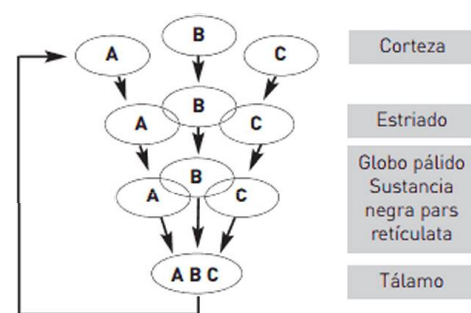 B
A
C
Corteza
B
A
C
Estriado
B
A
C
Globo pálido
Sustancia
negra pars
retículata
A B C
Tálamo